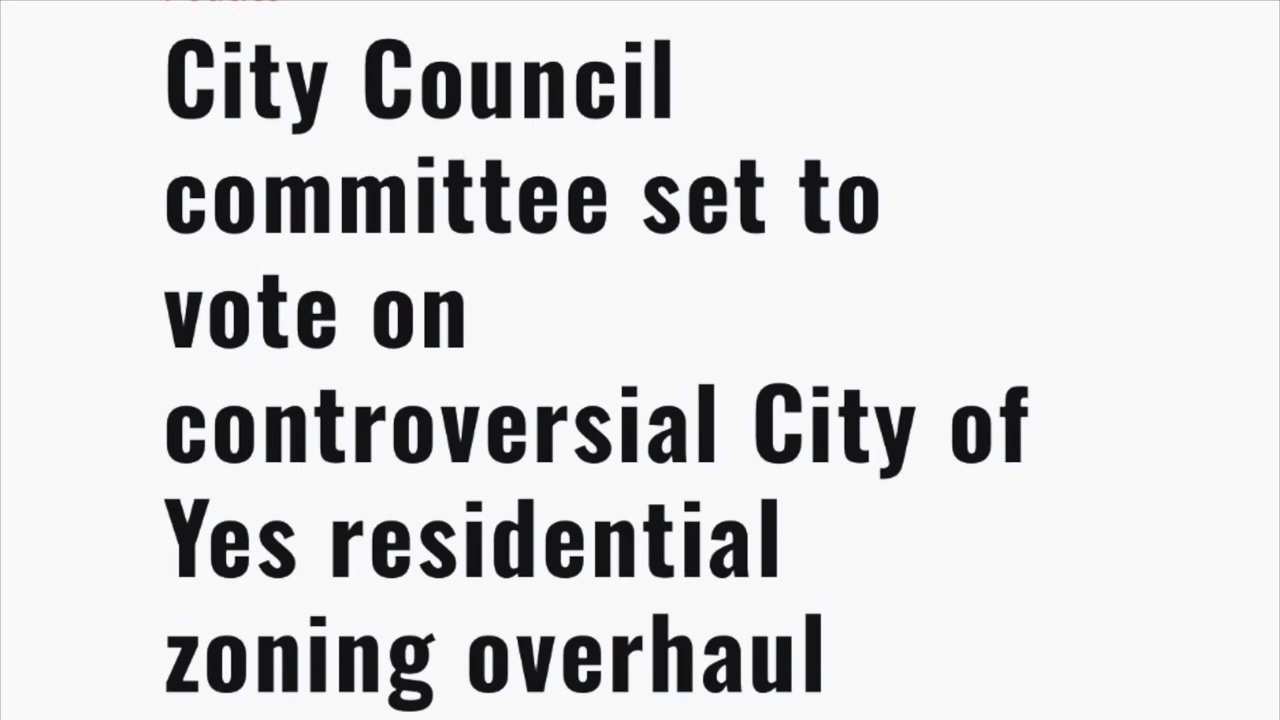 City Council
committee set to
vote on
controversial City of
Yes residential
zoning overhaul